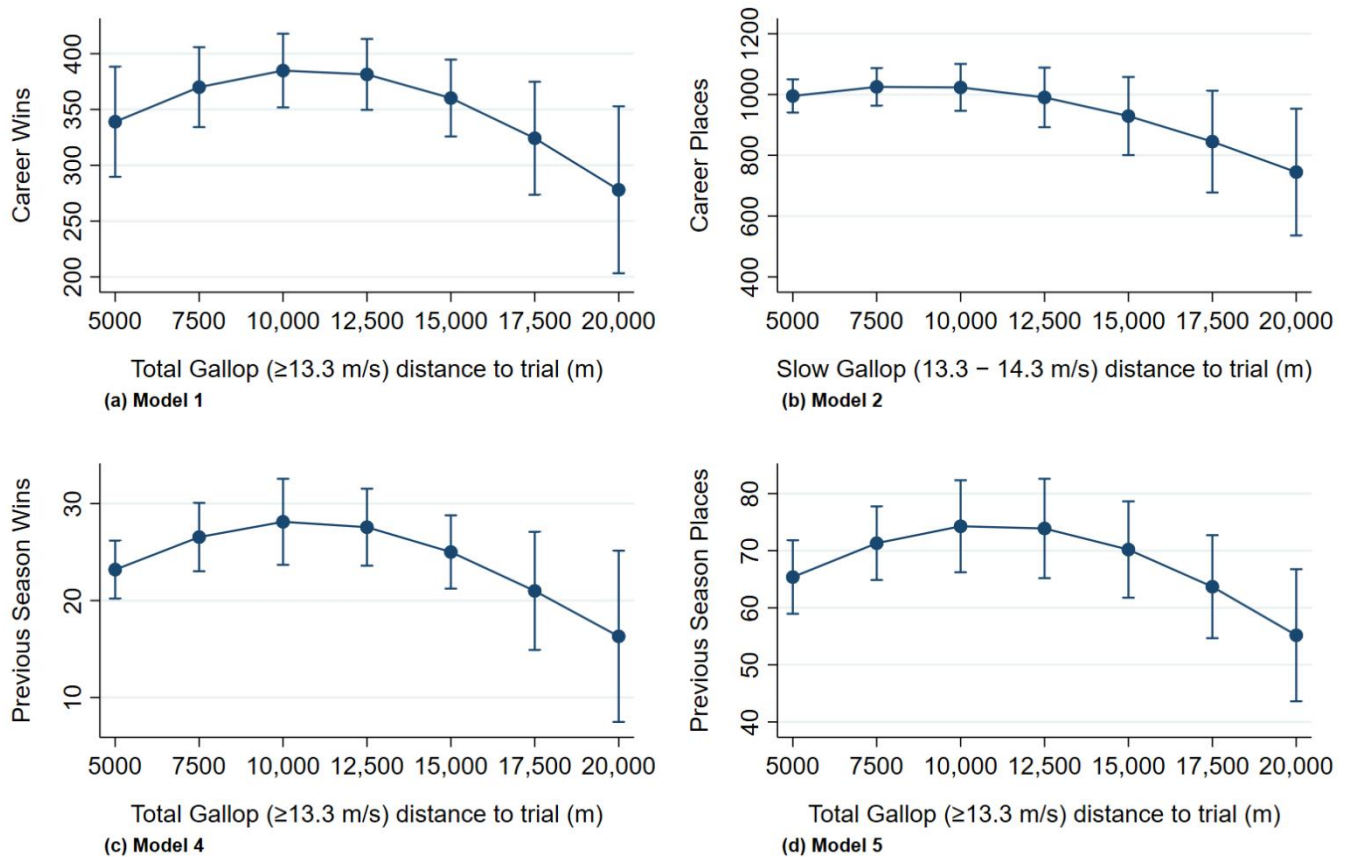 Career Wins
400
350
300
250
200
5000 7500 10,000 12,500 15,000 17,500 20,000
Total Gallop (≥13.3 m/s) distance to trial (m)
(a) Model 1
Career Places
1200
1000
800
600
400
5000 7500 10,000 12,500 15,000 17,500 20,000
Slow Gallop (13.3 − 14.3 m/s) distance to trial (m)
(b) Model 2
Previous Season Wins
30
20
10
5000 7500 10,000 12,500 15,000 17,500 20,000
Total Gallop (≥13.3 m/s) distance to trial (m)
(c) Model 4
Previous Season Places
80
70
60
50
40
5000 7500 10,000 12,500 15,000 17,500 20,000
Total Gallop (≥13.3 m/s) distance to trial (m)
(d) Model 5